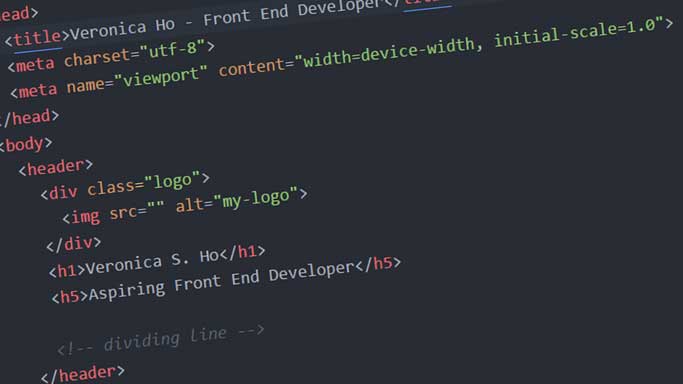 head>
<title>Veronica Ho - Front End Developer</title
<meta charset="utf-8">
<meta name="viewport" content="width=device-width, initial-scale=1.0">
</head>
<body>
<header>
<div class="logo">
<img src="" alt="my-logo">
</div>
<h1>Veronica S. Ho</h1>
<h5>Aspiring Front End Developer</h5>
<!-- dividing line -->
</header>